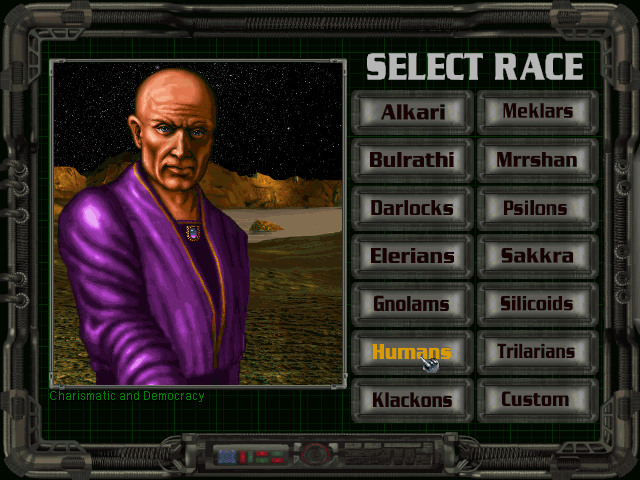 SELECT RACE
Alkari
Meklars
Bulrathi
Mrrshan
Darlocks
Psilons
Elerians
Sakkra
Gnolams
Silicoids
Humans
Trilarians
Klackons
Custom
Charismatic and Democracy